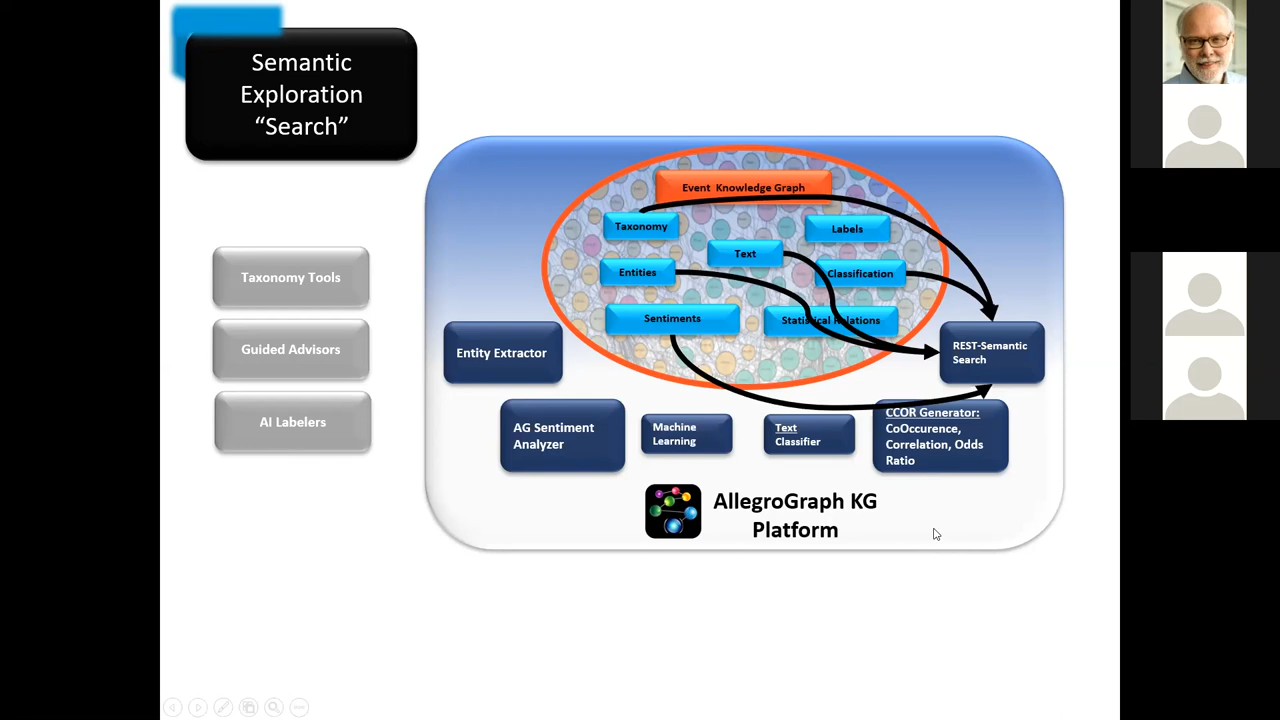 Semantic
Exploration
“Search”
Taxonomy Tools
Guided Advisors
AI Labelers
Event Knowledge Graph
Taxonomy
Labels
Text
Entities
Classification
Sentiments
Statistical Relations
Entity Extractor
REST-Semantic
Search
AG Sentiment
Analyzer
Machine
Learning
Text
Classifier
CCOR Generator:
CoOccurence,
Correlation, Odds
Ratio
AllegroGraph KG
Platform